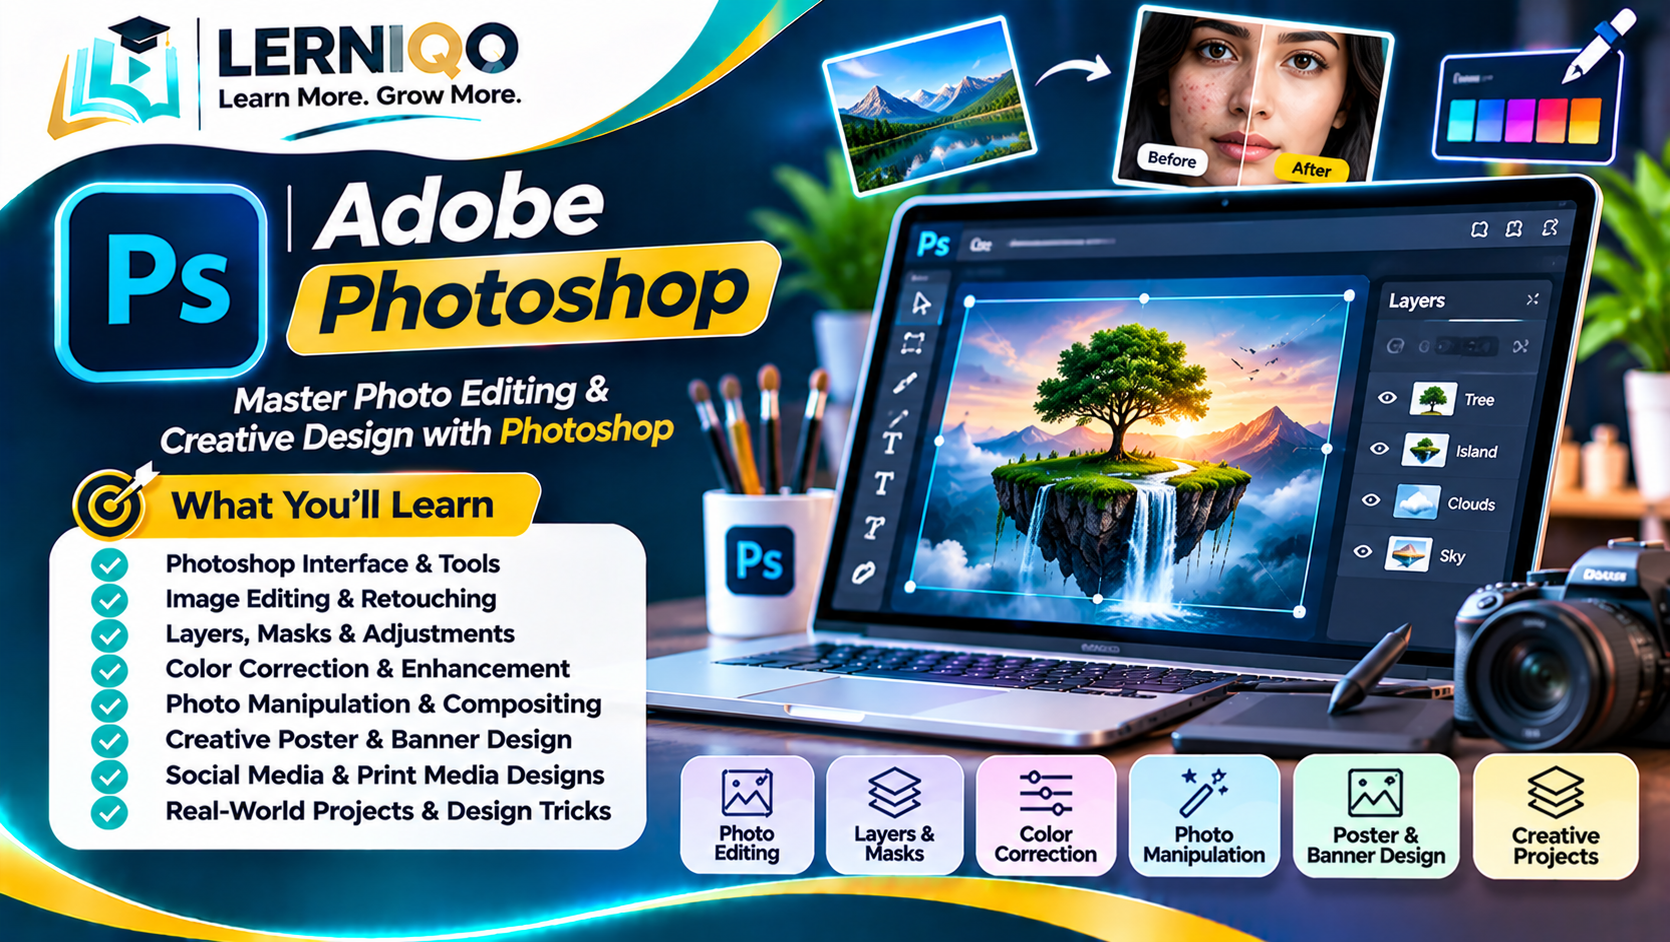 LERNIQO
Learn More. Grow More.
Ps
Adobe
Photoshop
Master Photo Editing &
Creative Design with Photoshop
What You'll Learn
Photoshop Interface & Tools
Image Editing & Retouching
Layers, Masks & Adjustments
Color Correction & Enhancement
Photo Manipulation & Compositing
Creative Poster & Banner Design
Social Media & Print Media Designs
Real-World Projects & Design Tricks
Before
After
Ps
Layers
Tree
Island
Clouds
Sky
Ps
Photo
Editing
Layers &
Masks
Color
Correction
Photo
Manipulation
Poster &
Banner Design
Creative
Projects